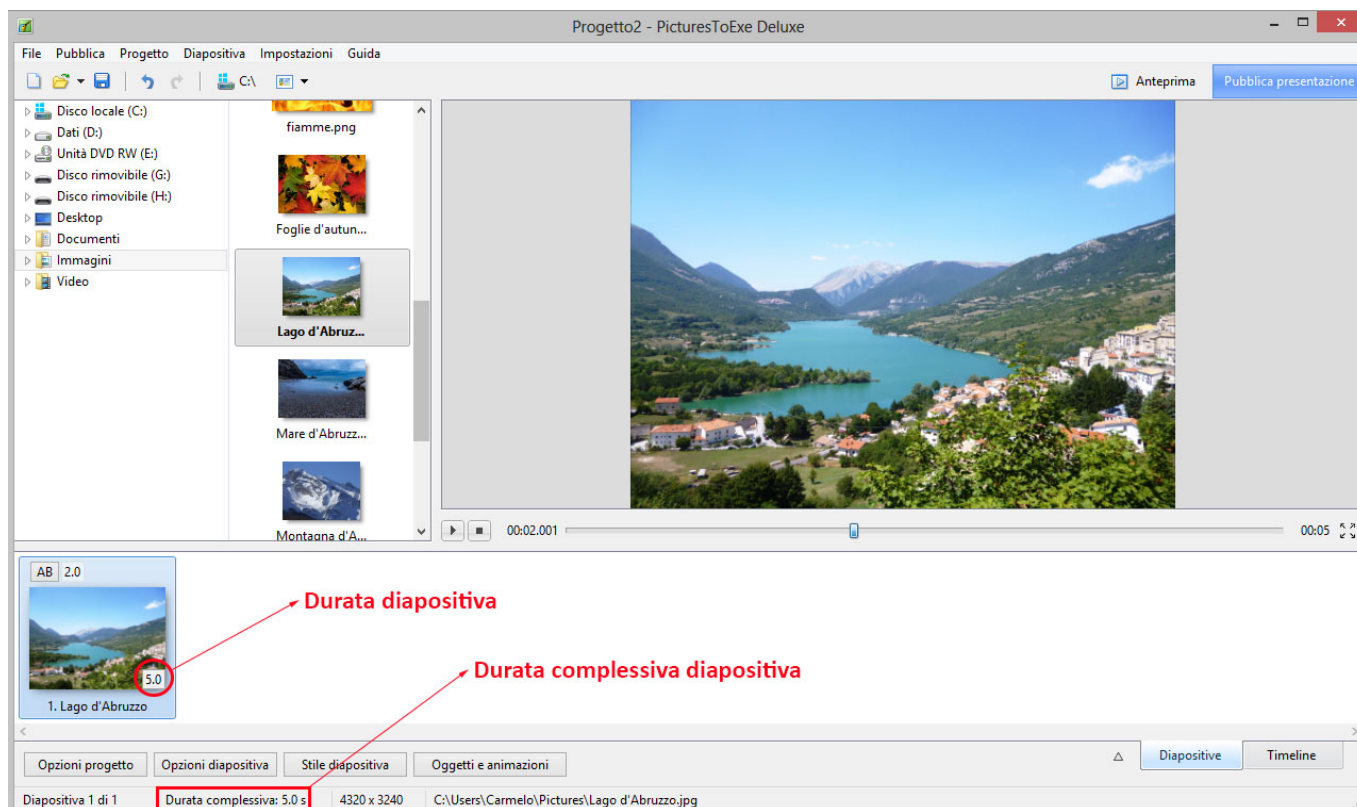 Progetto2 - PicturesToExe Deluxe
File Pubblica Progetto Diapositiva Impostazioni Guida
C:\
Anteprima
Pubblica presentazione
Disco locale (C:)
Dati (D:)
Unità DVD RW (E:)
Disco rimovibile (G:)
Disco rimovibile (H:)
Desktop
Documenti
Immagini
Video
fiamme.png
Foglie d'autun...
Lago d'Abruz...
Mare d'Abruzz...
Montagna d'A...
00:02.001
00:05
AB 2.0
5.0
1. Lago d'Abruzzo
Durata diapositiva
Durata complessiva diapositiva
Opzioni progetto
Opzioni diapositiva
Stile diapositiva
Oggetti e animazioni
Diapositive
Timeline
Diapositiva 1 di 1
Durata complessiva: 5.0 s
4320 x 3240
C:\Users\Carmelo\Pictures\Lago d'Abruzzo.jpg